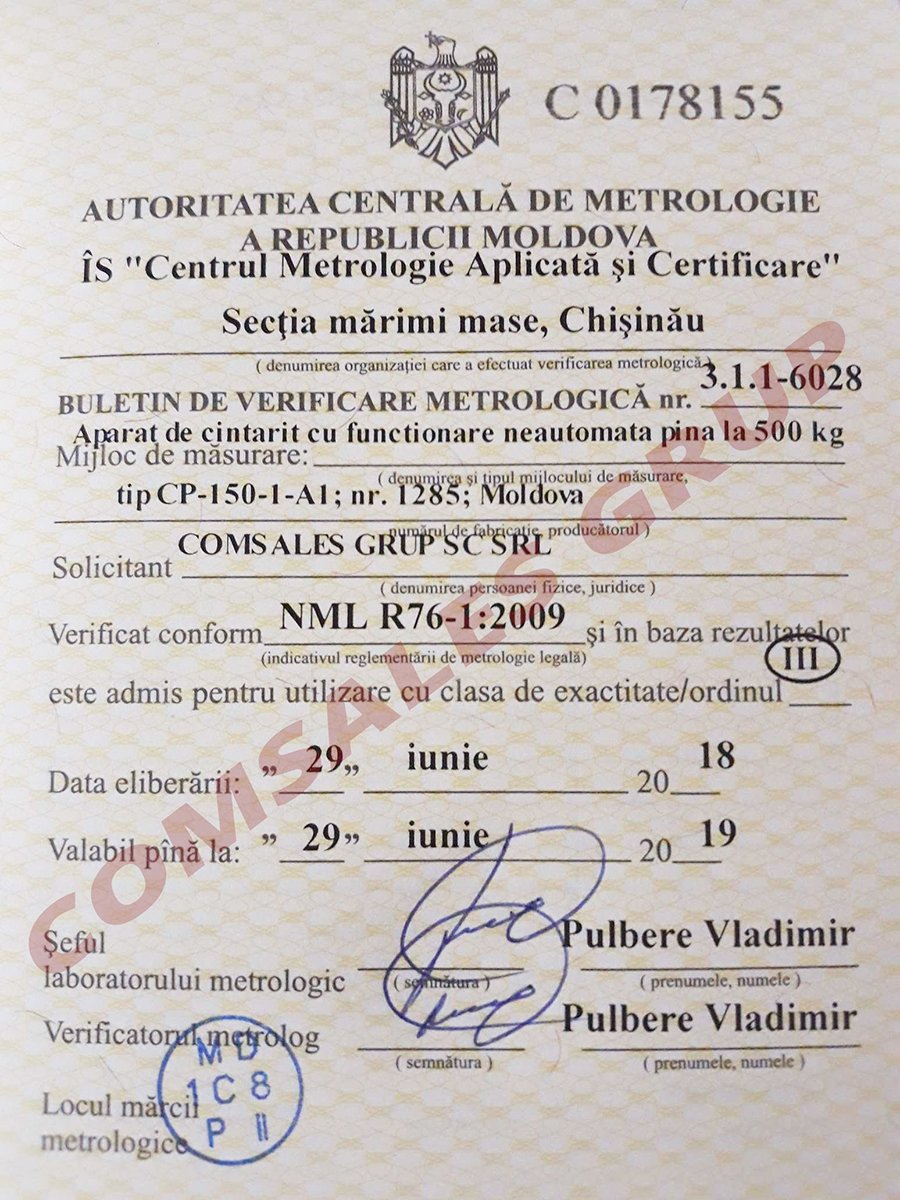 C 0178155
AUTORITATEA CENTRALĂ DE METROLOGIE
A REPUBLICII MOLDOVA
ÎS "Centrul Metrologie Aplicată şi Certificare"
Secţia mărimi mase, Chişinău
( denumirea organizaţiei care a efectuat verificarea metrologică )
BULETIN DE VERIFICARE METROLOGICĂ nr. 3.1.1-6028
Aparat de cintarit cu functionare neautomata pina la 500 kg
Mijloc de măsurare:
( denumirea şi tipul mijlocului de măsurare,
tip CP-150-1-A1; nr. 1285; Moldova
numărul de fabricaţie, producătorul )
COMSALES GRUP SC SRL
Solicitant
( denumirea persoanei fizice, juridice )
Verificat conform NML R76-1:2009 şi în baza rezultatelor
(indicativul reglementării de metrologie legală)
este admis pentru utilizare cu clasa de exactitate/ordinul III
Data eliberării: „ 29„ iunie 20 18
Valabil pînă la: ” 29” iunie 20 19
Şeful
laboratorului metrologic
Pulbere Vladimir
( semnătura ) ( prenumele, numele )
Verificatorul metrolog Pulbere Vladimir
( semnătura ) ( prenumele, numele )
Locul mărcii
metrologice
MD
1C8
P II
COMSALES GRUP